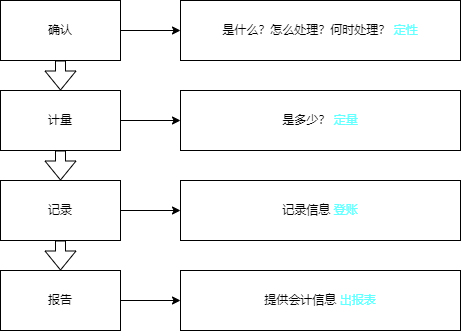 确认
是什么？怎么处理？何时处理？ 定性
计量
是多少？ 定量
记录
记录信息 登账
报告
提供会计信息 出报表